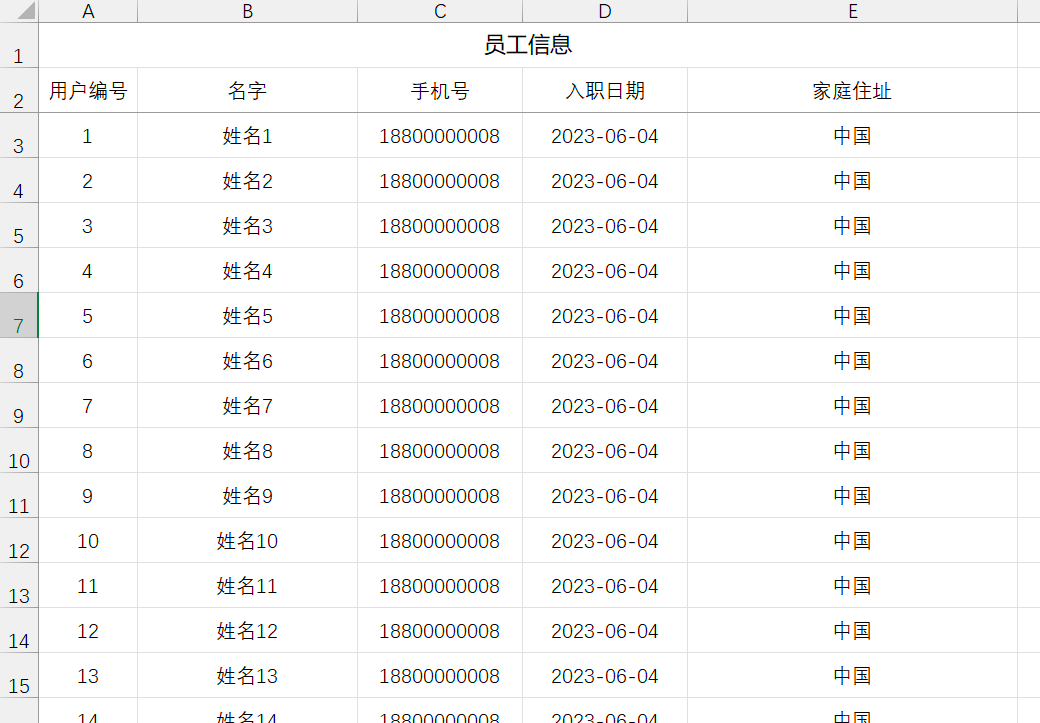 A B C D E
1 员工信息
2 用户编号 名字 手机号 入职日期 家庭住址
3 1 姓名1 18800000008 2023-06-04 中国
4 2 姓名2 18800000008 2023-06-04 中国
5 3 姓名3 18800000008 2023-06-04 中国
6 4 姓名4 18800000008 2023-06-04 中国
7 5 姓名5 18800000008 2023-06-04 中国
8 6 姓名6 18800000008 2023-06-04 中国
9 7 姓名7 18800000008 2023-06-04 中国
10 8 姓名8 18800000008 2023-06-04 中国
11 9 姓名9 18800000008 2023-06-04 中国
12 10 姓名10 18800000008 2023-06-04 中国
13 11 姓名11 18800000008 2023-06-04 中国
14 12 姓名12 18800000008 2023-06-04 中国
15 13 姓名13 18800000008 2023-06-04 中国
14 姓名14 18800000008 2023-06-04 中国